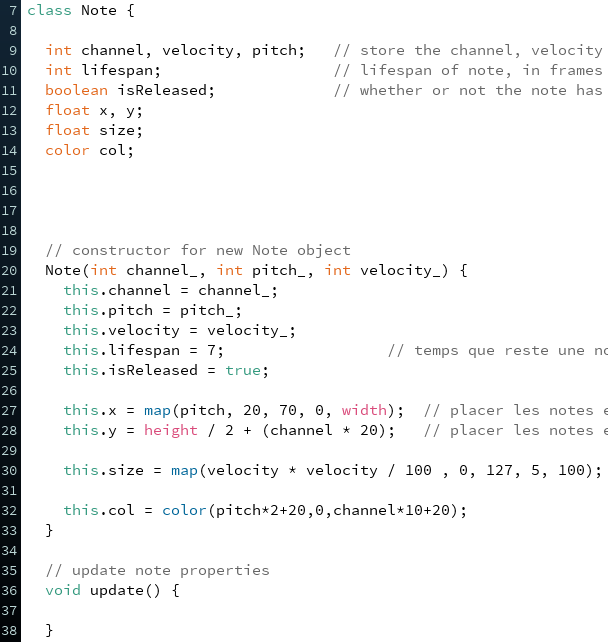 7 class Note {
8
9 int channel, velocity, pitch; // store the channel, velocity
10 int lifespan; // lifespan of note, in frames
11 boolean isReleased; // whether or not the note has
12 float x, y;
13 float size;
14 color col;
15
16
17
18
19 // constructor for new Note object
20 Note(int channel_, int pitch_, int velocity_) {
21 this.channel = channel_;
22 this.pitch = pitch_;
23 this.velocity = velocity_;
24 this.lifespan = 7; // temps que reste une
25 this.isReleased = true;
26
27 this.x = map(pitch, 20, 70, 0, width); // placer les notes
28 this.y = height / 2 + (channel * 20); // placer les notes
29
30 this.size = map(velocity * velocity / 100 , 0, 127, 5, 100);
31
32 this.col = color(pitch*2+20,0,channel*10+20);
33 }
34
35 // update note properties
36 void update() {
37
38 }